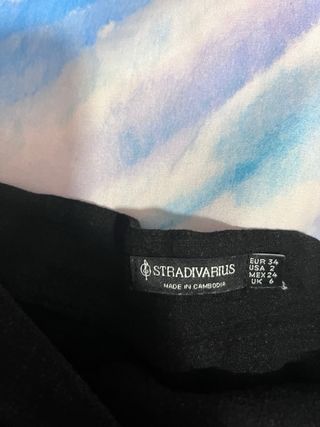 STRADIVARIUS
MADE IN CAMBODIA
EUR 34
USA 2
MEX 24
UK 6